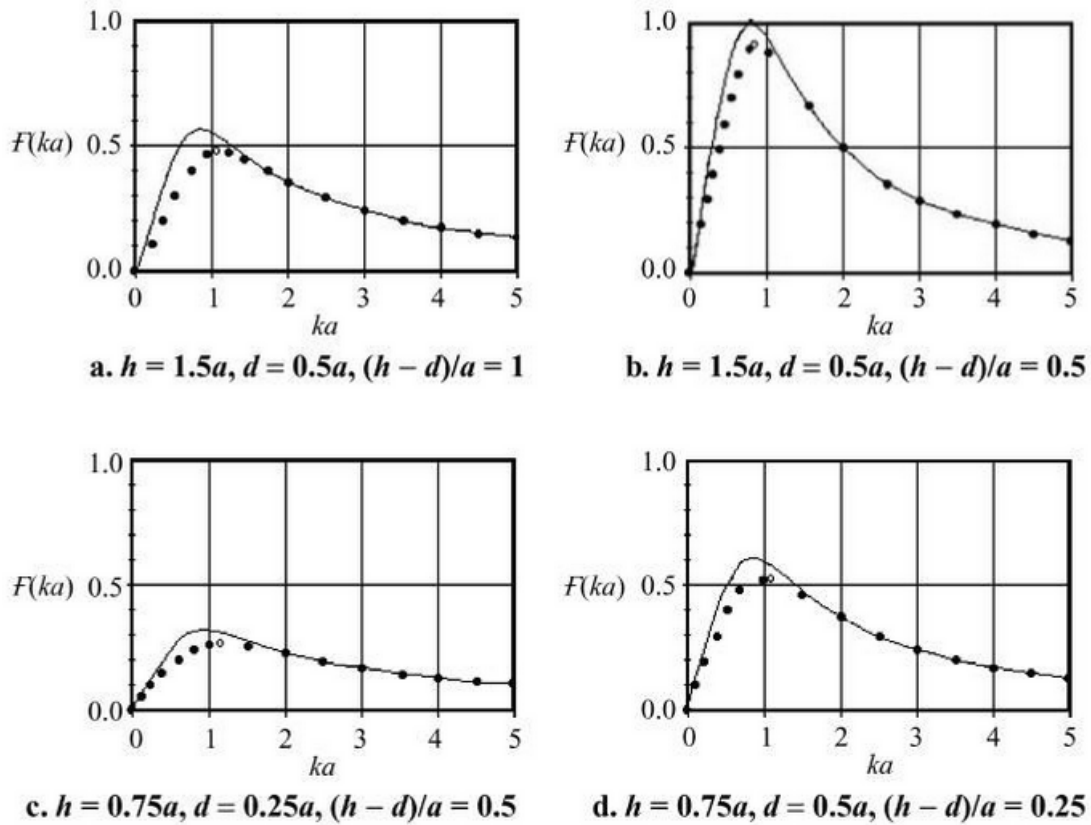 1.0
F(ka) 0.5
0.0
0 1 2 3 4 5
ka
a. h = 1.5a, d = 0.5a, (h – d)/a = 1
1.0
F(ka) 0.5
0.0
0 1 2 3 4 5
ka
b. h = 1.5a, d = 0.5a, (h – d)/a = 0.5
1.0
F(ka) 0.5
0.0
0 1 2 3 4 5
ka
c. h = 0.75a, d = 0.25a, (h – d)/a = 0.5
1.0
F(ka) 0.5
0.0
0 1 2 3 4 5
ka
d. h = 0.75a, d = 0.5a, (h – d)/a = 0.25